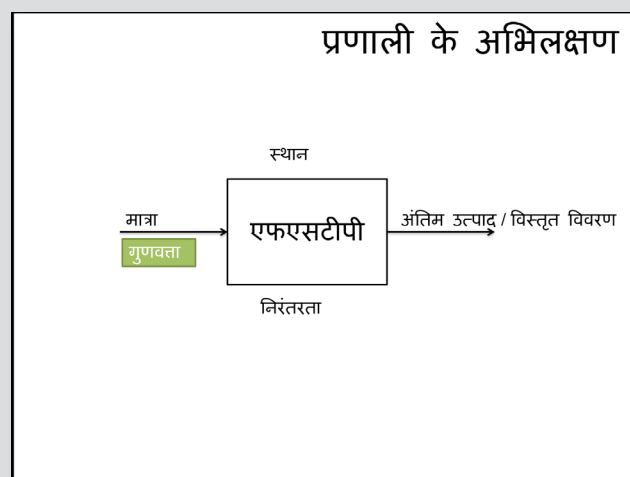 प्रणाली के अभिलक्षण
स्थान
मात्रा
एफएसटीपी
अंतिम उत्पाद / विस्तृत विवरण
गुणवत्ता
निरंतरता